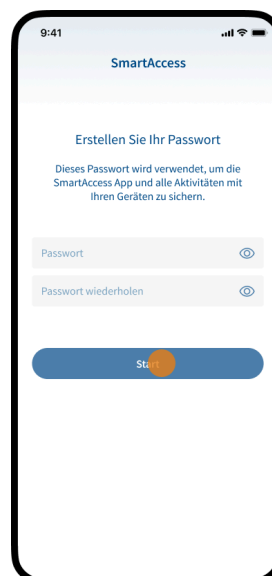 9:41
SmartAccess
Erstellen Sie Ihr Passwort
Dieses Passwort wird verwendet, um die
SmartAccess App und alle Aktivitäten mit
Ihren Geräten zu sichern.
Passwort
Passwort wiederholen
Start